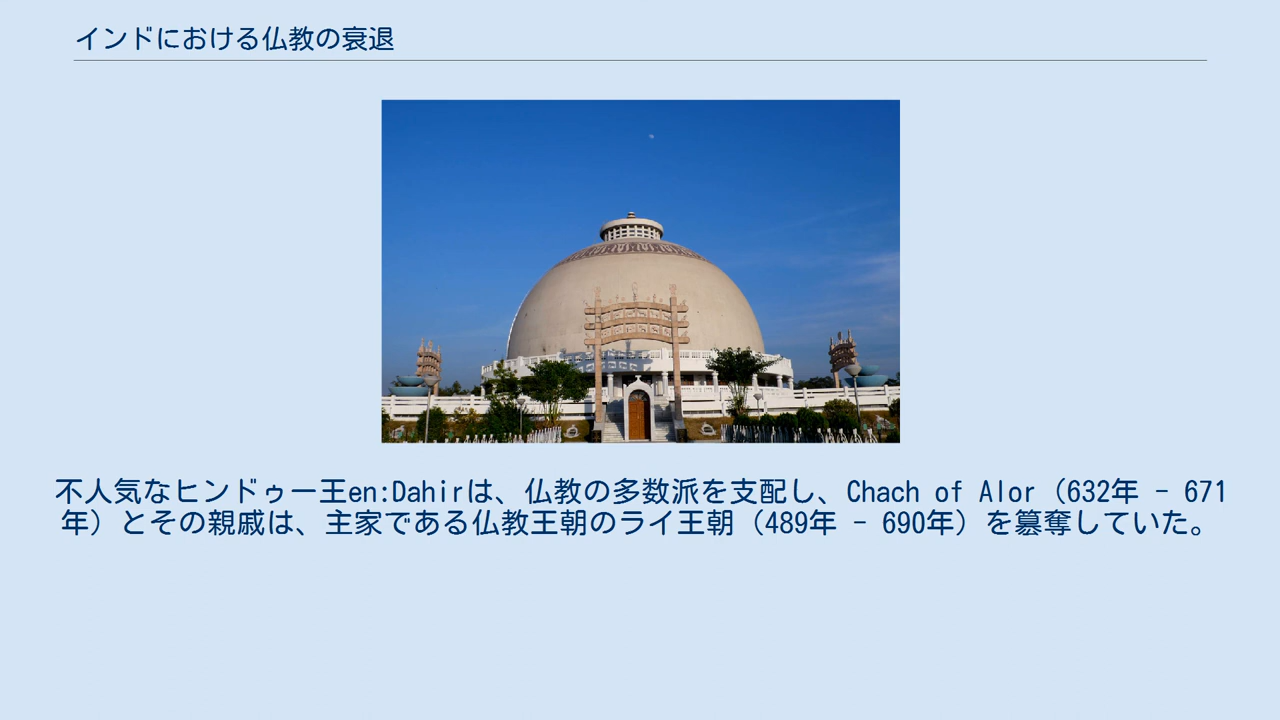 インドにおける仏教の衰退
不人気なヒンドゥー王en:Dahirは、仏教の多数派を支配し、Chach of Alor（632年 - 671
年）とその親戚は、主家である仏教王朝のライ王朝（489年 - 690年）を簒奪していた。